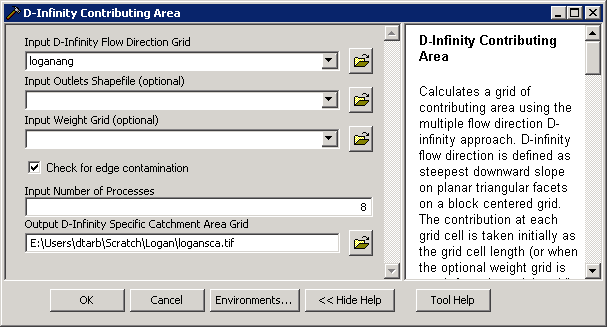 D-Infinity Contributing Area
Input D-Infinity Flow Direction Grid
loganang
Input Outlets Shapefile (optional)
Input Weight Grid (optional)
Check for edge contamination
Input Number of Processes
8
Output D-Infinity Specific Catchment Area Grid
E:\Users\dtarb\Scratch\Logan\logansca.tif
D-Infinity Contributing
Area
Calculates a grid of
contributing area using the
multiple flow direction D-
infinity approach. D-infinity
flow direction is defined as
steepest downward slope
on planar triangular facets
on a block centered grid.
The contribution at each
grid cell is taken initially as
the grid cell length (or when
the optional weight grid is
OK
Cancel
Environments...
<< Hide Help
Tool Help